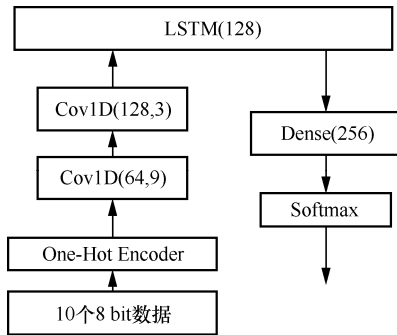 LSTM(128)
Cov1D(128,3)
Dense(256)
Cov1D(64,9)
Softmax
One-Hot Encoder
10个8 bit数据